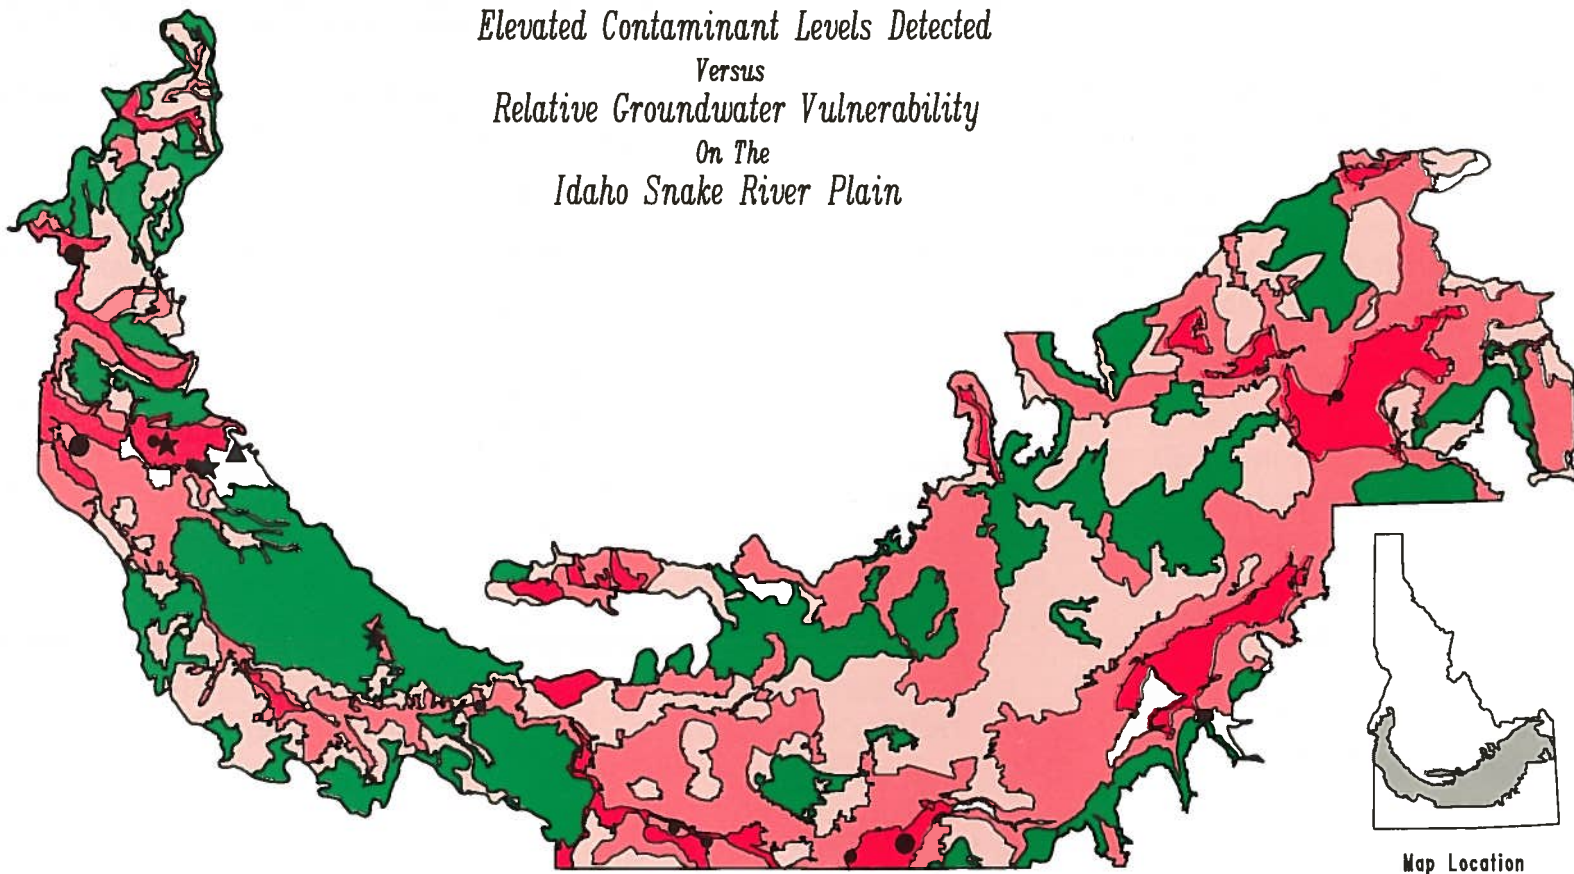 Elevated Contaminant Levels Detected
Versus
Relative Groundwater Vulnerability
On The
Idaho Snake River Plain
Map Location